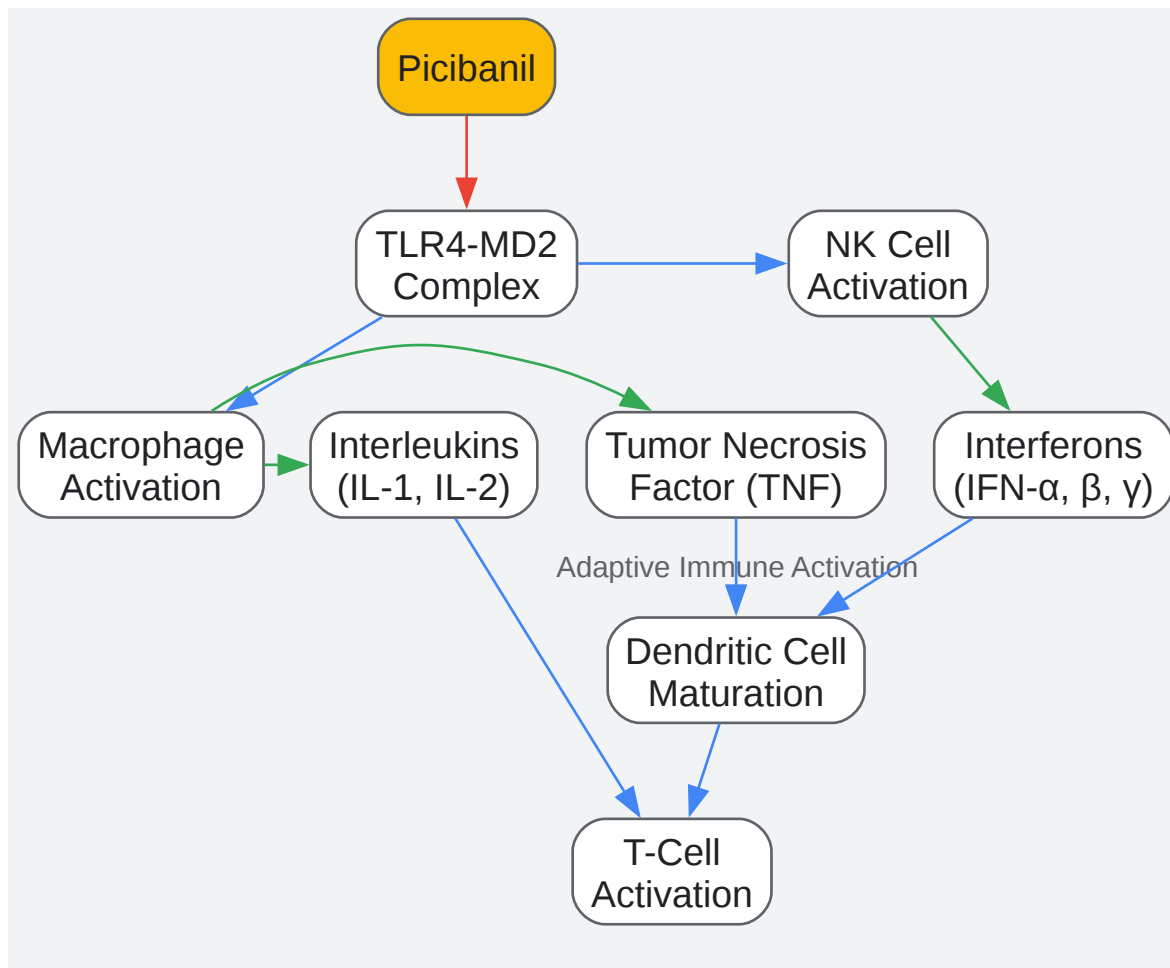 Picibanil
TLR4-MD2
Complex
NK Cell
Activation
Macrophage
Activation
Interleukins
(IL-1, IL-2)
Tumor Necrosis
Factor (TNF)
Interferons
(IFN-α, β, γ)
Adaptive Immune Activation
Dendritic Cell
Maturation
T-Cell
Activation